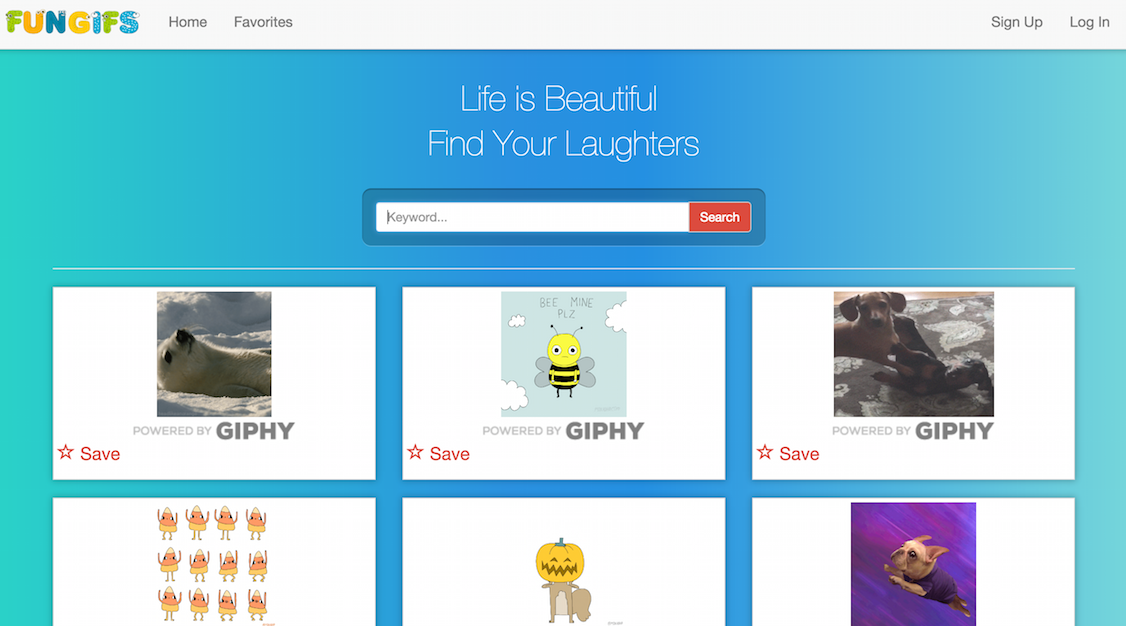 FUNGIFS Home Favorites Sign Up Log In
Life is Beautiful
Find Your Laughters
Keyword... Search
BEE MINE
PLZ
POWERED BY GIPHY
☆ Save
POWERED BY GIPHY
☆ Save
POWERED BY GIPHY
☆ Save